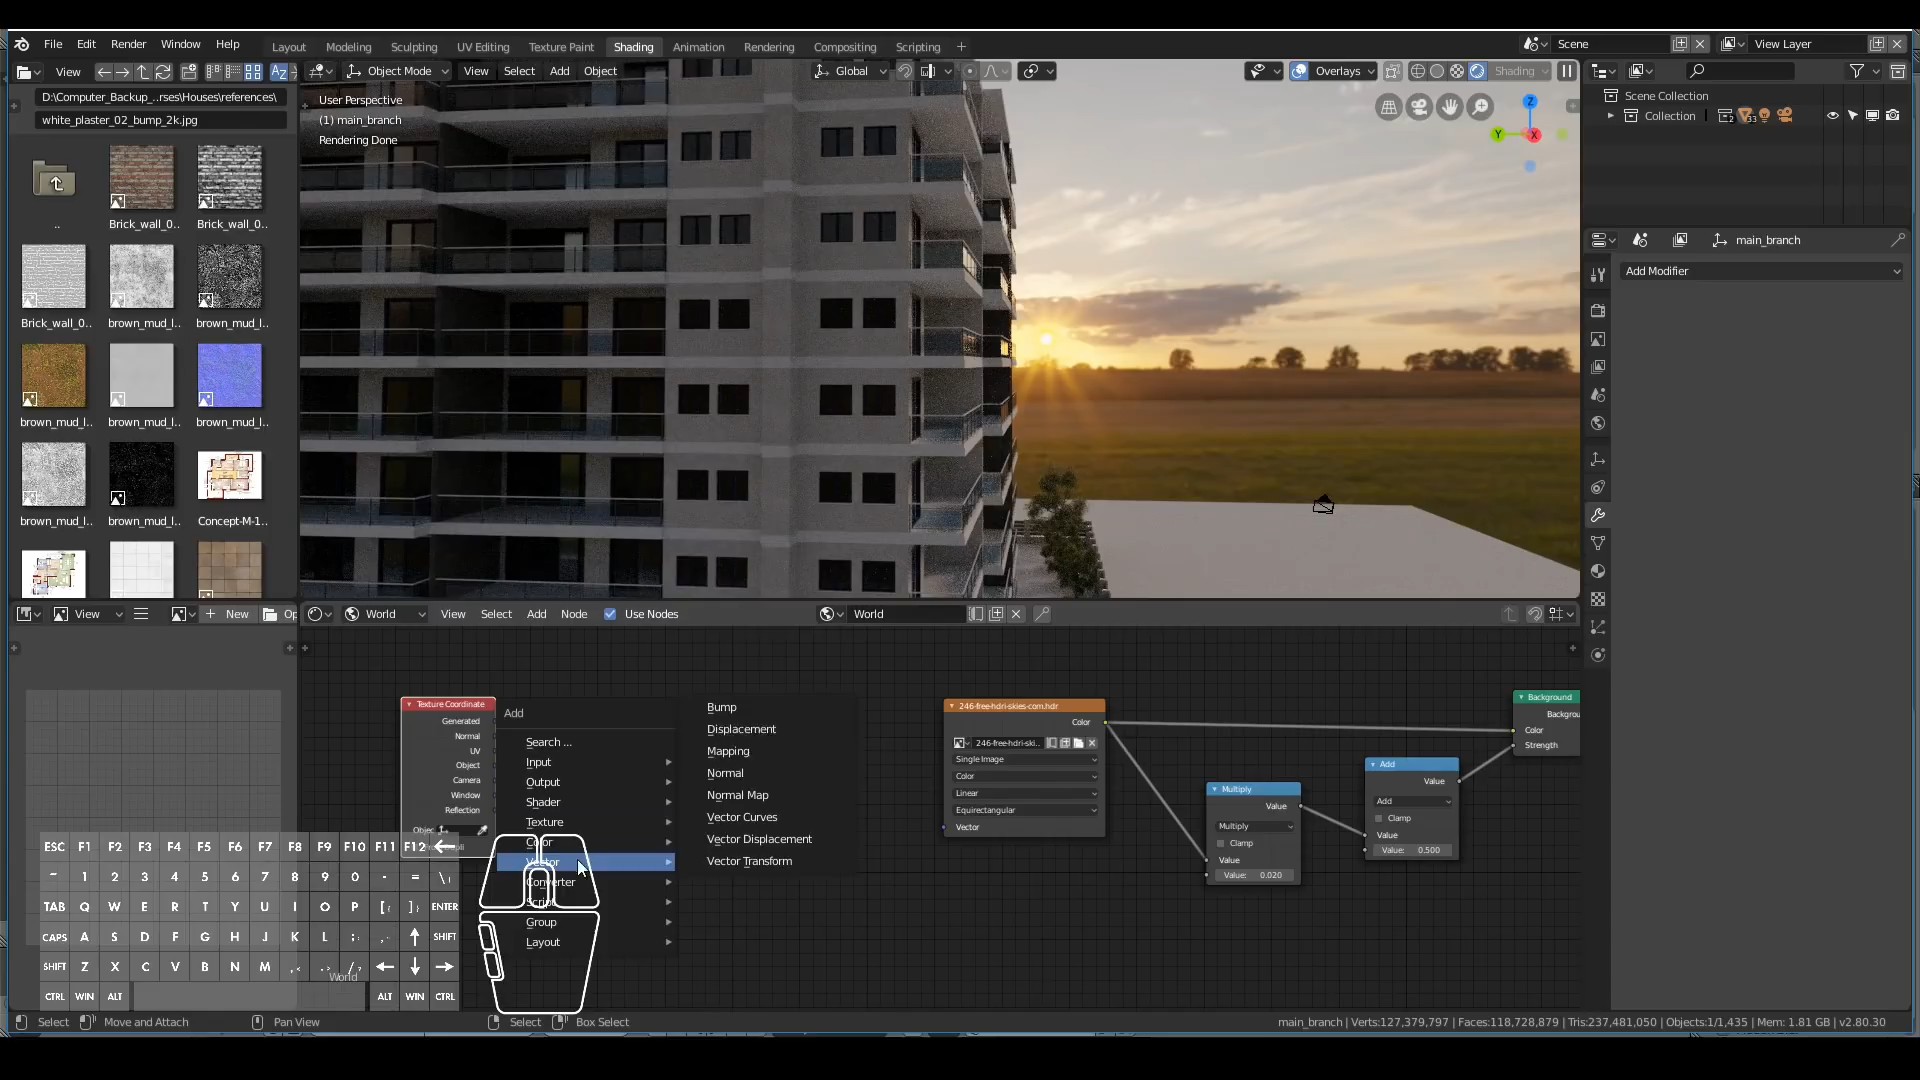 File Edit Render Window Help
Layout Modeling Sculpting UV Editing Texture Paint Shading Animation Rendering Compositing Scripting
Scene
View Layer
View
Object Mode View Select Add Object
Global
Overlays
Shading
D:\Computer_Backup_..rses\Houses\references\
white_plaster_02_bump_2k.jpg
User Perspective
(1) main_branch
Rendering Done
Z
Y
X
Scene Collection
Collection
main_branch
Add Modifier
..
Brick_wall_0..
Brick_wall_0..
Brick_wall_0..
brown_mud_l..
brown_mud_l..
brown_mud_l..
brown_mud_l..
brown_mud_l..
brown_mud_l..
brown_mud_l..
Concept-M-1..
View
New
Op
World
View Select Add Node
Use Nodes
World
Texture Coordinate
Generated
Normal
UV
Object
Camera
Window
Reflection
Objec
Add
Search ...
Input
Output
Shader
Texture
Color
Vector
Converter
Script
Group
Layout
Bump
Displacement
Mapping
Normal
Normal Map
Vector Curves
Vector Displacement
Vector Transform
246-free-hdri-skies-com.hdr
Color
246-free-hdri-ski..
Single Image
Color
Linear
Equirectangular
Vector
Multiply
Value
Multiply
Clamp
Value
Value: 0.020
Add
Value
Add
Clamp
Value
Value: 0.500
Background
Backgrou
Color
Strength
ESC F1 F2 F3 F4 F5 F6 F7 F8 F9 F10 F11 F12
~ 1 2 3 4 5 6 7 8 9 0 - = \|
TAB Q W E R T Y U I O P [{ ]} ENTER
CAPS A S D F G H J K L ;: ,. SHIFT
SHIFT Z X C V B N M ,< .> /?
World
CTRL WIN ALT ALT WIN CTRL
Select Move and Attach Pan View Select Box Select
main_branch | Verts:127,379,797 | Faces:118,728,879 | Tris:237,481,050 | Objects:1/1,435 | Mem: 1.81 GB | v2.80.30